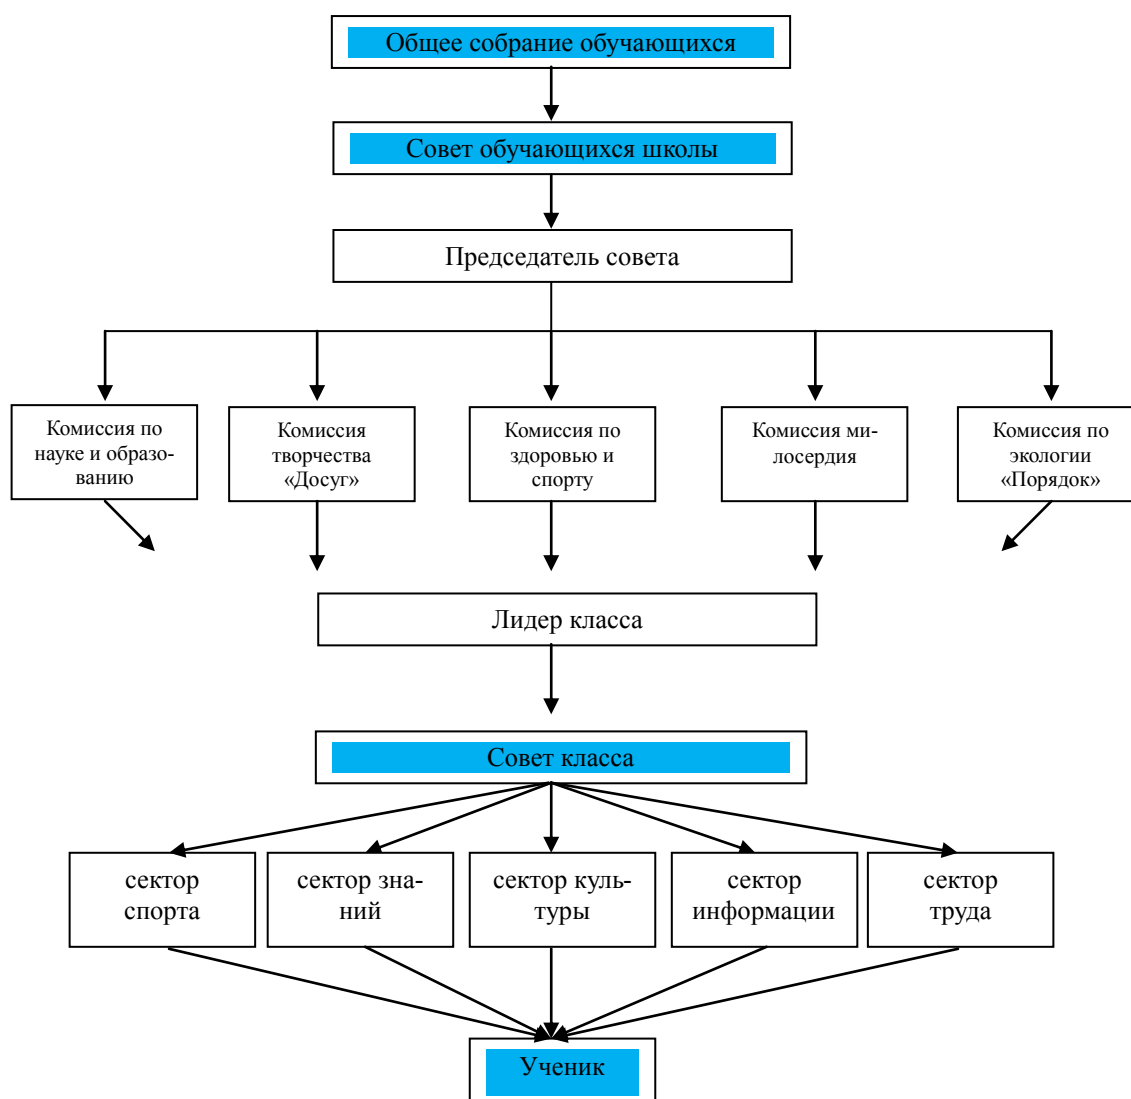 Общее собрание обучающихся
Совет обучающихся школы
Председатель совета
Комиссия по
науке и образо-
ванию
Комиссия
творчества
«Досуг»
Комиссия по
здоровью и
спорту
Комиссия ми-
лосердия
Комиссия по
экологии
«Порядок»
Лидер класса
Совет класса
сектор
спорта
сектор зна-
ний
сектор куль-
туры
сектор
информации
сектор
труда
Ученик